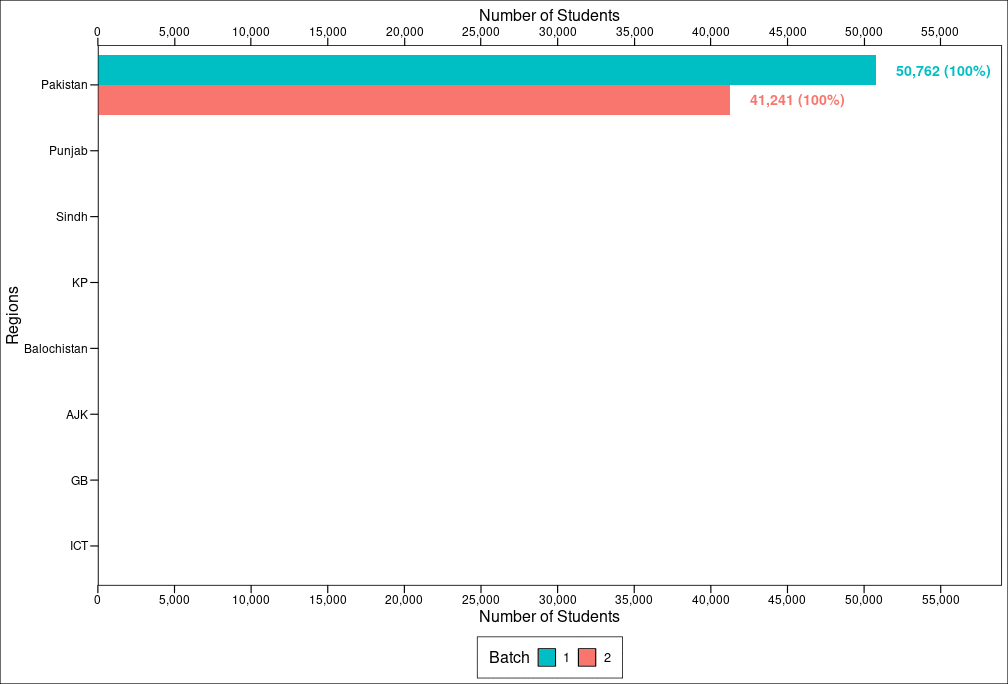 Number of Students
0 5,000 10,000 15,000 20,000 25,000 30,000 35,000 40,000 45,000 50,000 55,000
Pakistan
50,762 (100%)
41,241 (100%)
Punjab
Sindh
KP
Regions
Balochistan
AJK
GB
ICT
0 5,000 10,000 15,000 20,000 25,000 30,000 35,000 40,000 45,000 50,000 55,000
Number of Students
Batch 1 2